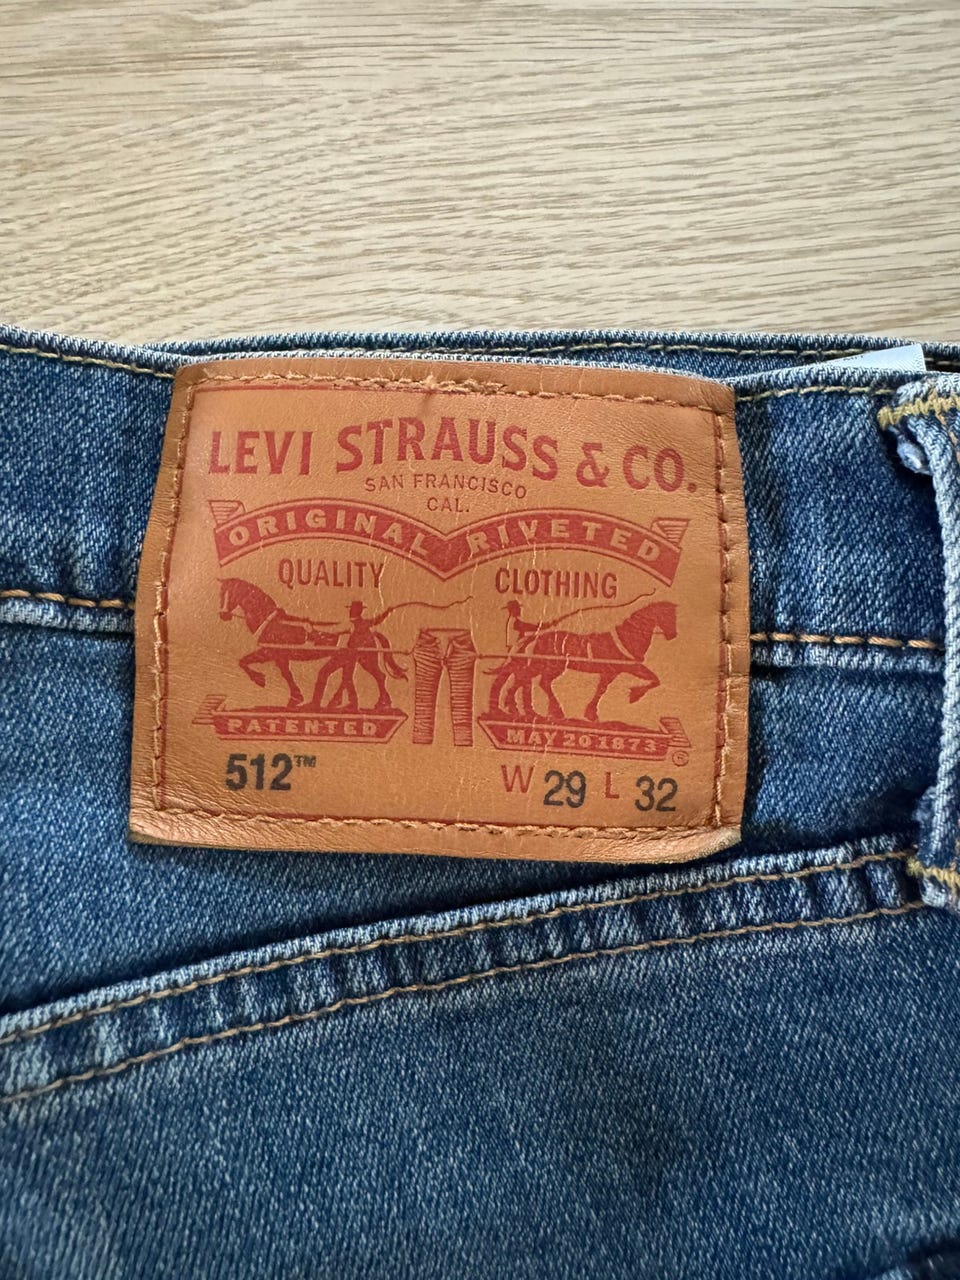 LEVI STRAUSS & CO.
SAN FRANCISCO
CAL.
ORIGINAL RIVETED
QUALITY CLOTHING
PATENTED MAY 20 1873 ®
512™ W 29 L 32